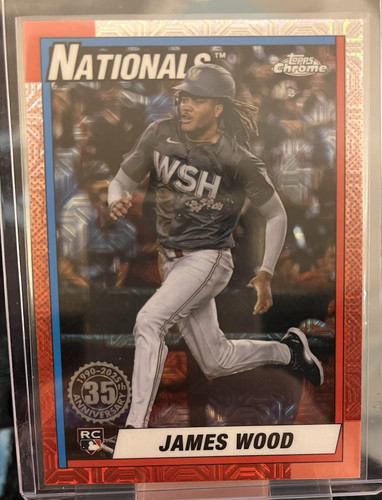 NATIONALS™
Topps
Chrome
W
WSH
1990-2025
35
ANNIVERSARY
RC
JAMES WOOD